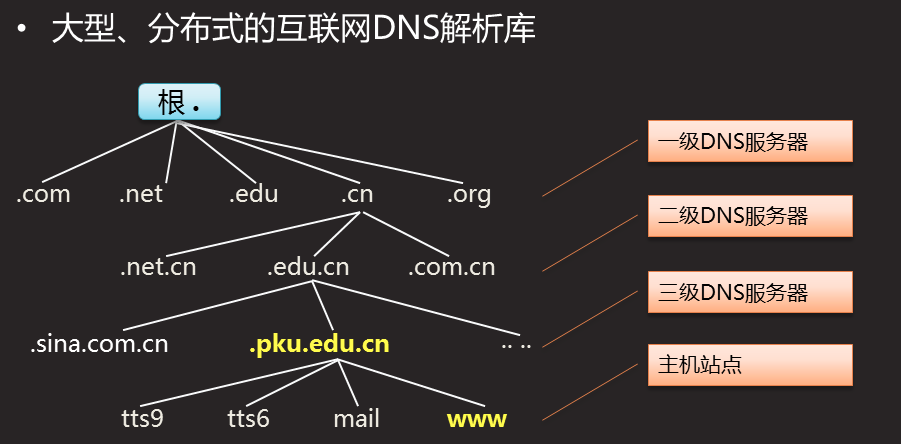 • 大型、分布式的互联网DNS解析库
根 .
一级DNS服务器
.com .net .edu .cn .org
二级DNS服务器
.net.cn .edu.cn .com.cn
三级DNS服务器
.sina.com.cn .pku.edu.cn .. ..
主机站点
tts9 tts6 mail www